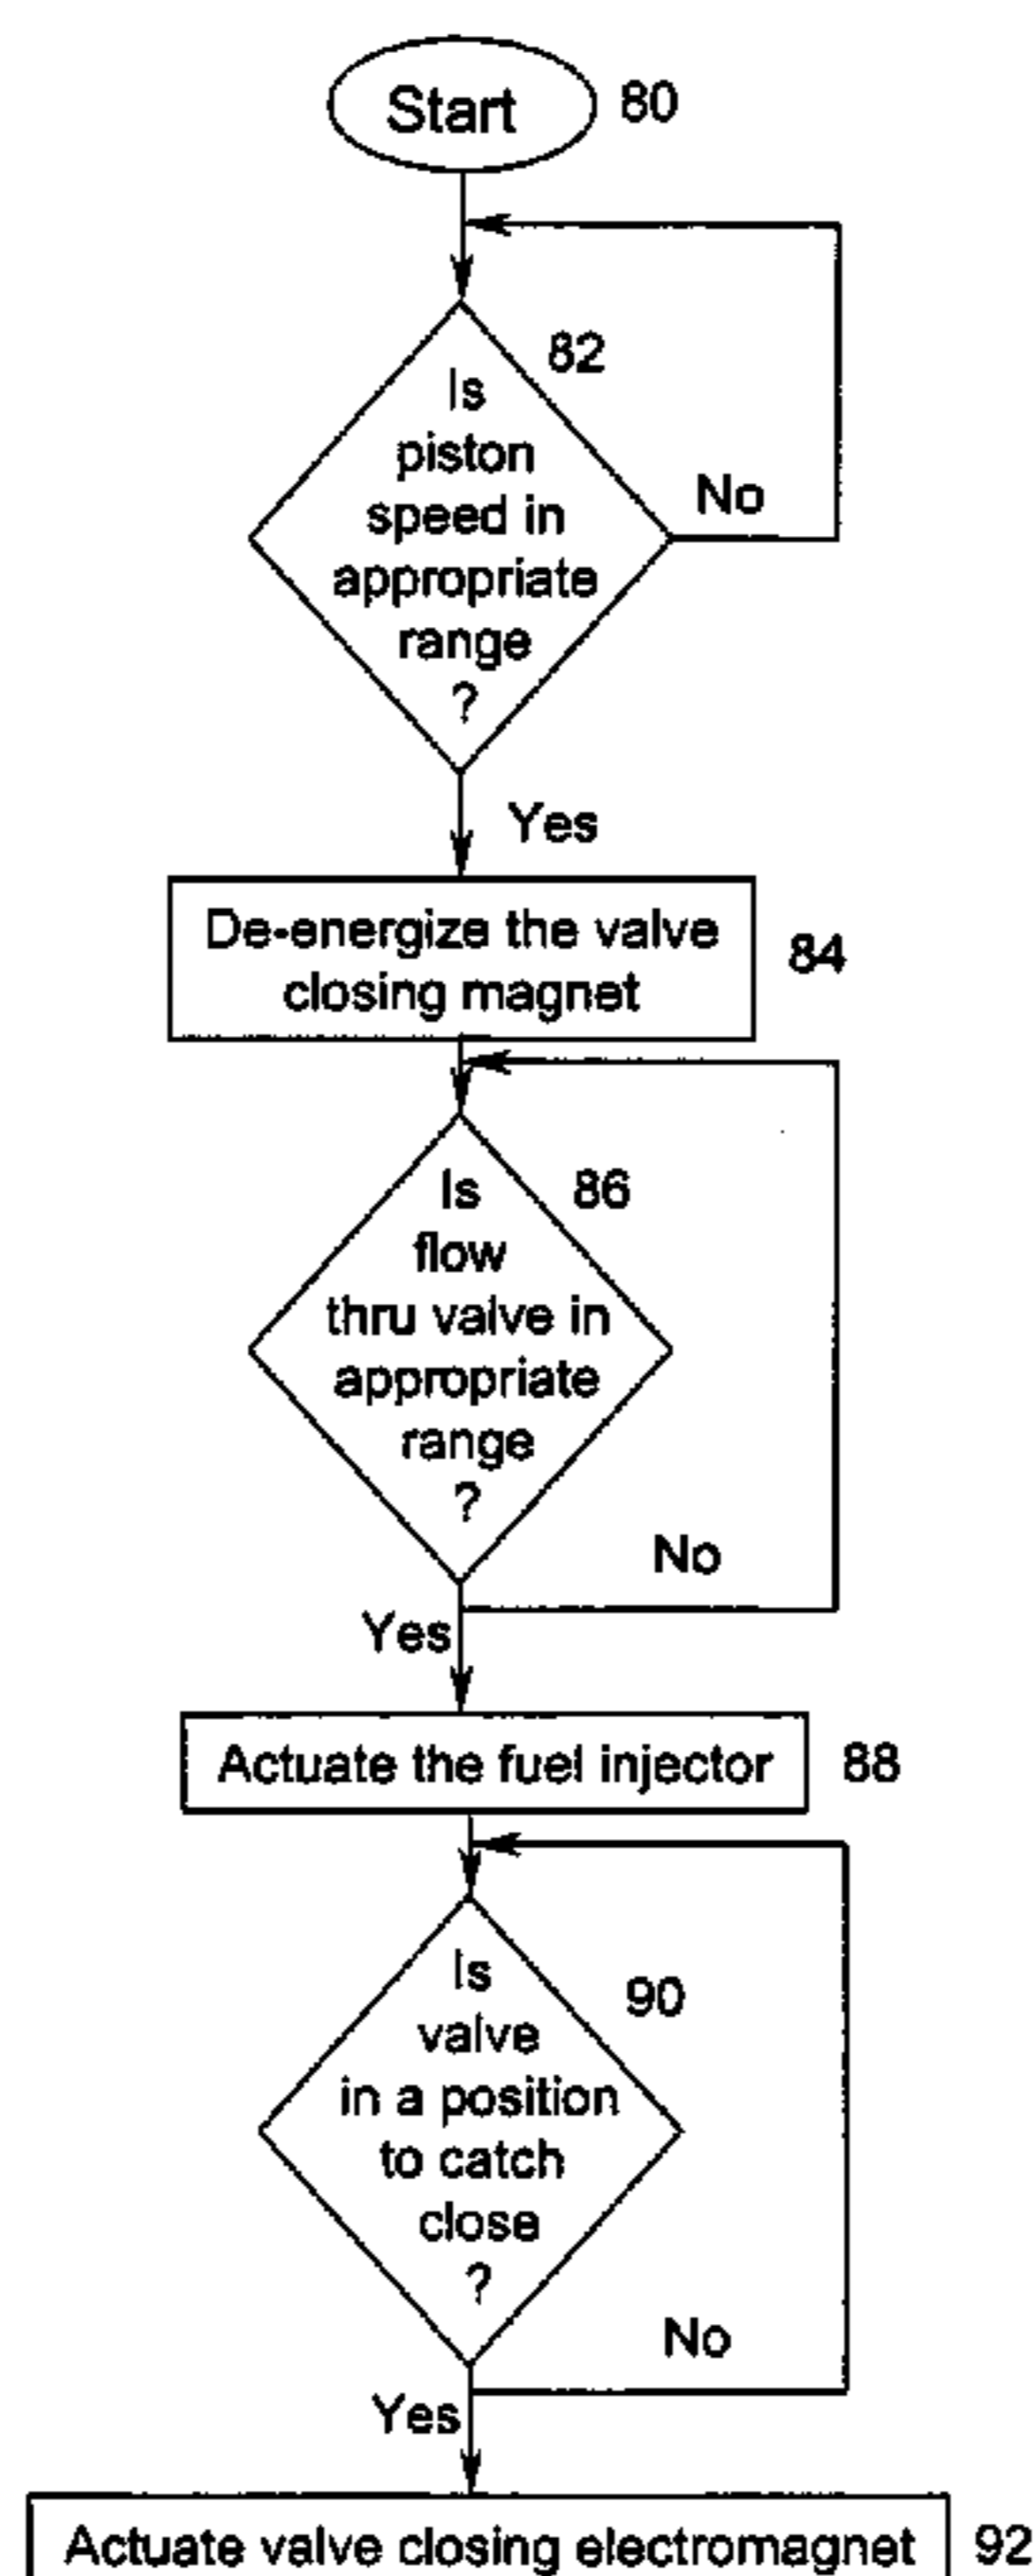 Start 80
82
Is
piston
speed in
appropriate
range
?
No
Yes
De-energize the valve
closing magnet
84
86
Is
flow
thru valve in
appropriate
range
?
No
Yes
Actuate the fuel injector 88
90
Is
valve
in a position
to catch
close
?
No
Yes
Actuate valve closing electromagnet 92